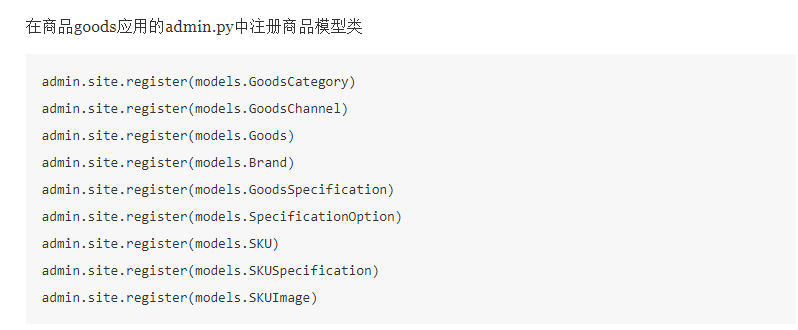 在商品goods应用的admin.py中注册商品模型类
admin.site.register(models.GoodsCategory)
admin.site.register(models.GoodsChannel)
admin.site.register(models.Goods)
admin.site.register(models.Brand)
admin.site.register(models.GoodsSpecification)
admin.site.register(models.SpecificationOption)
admin.site.register(models.SKU)
admin.site.register(models.SKUSpecification)
admin.site.register(models.SKUImage)